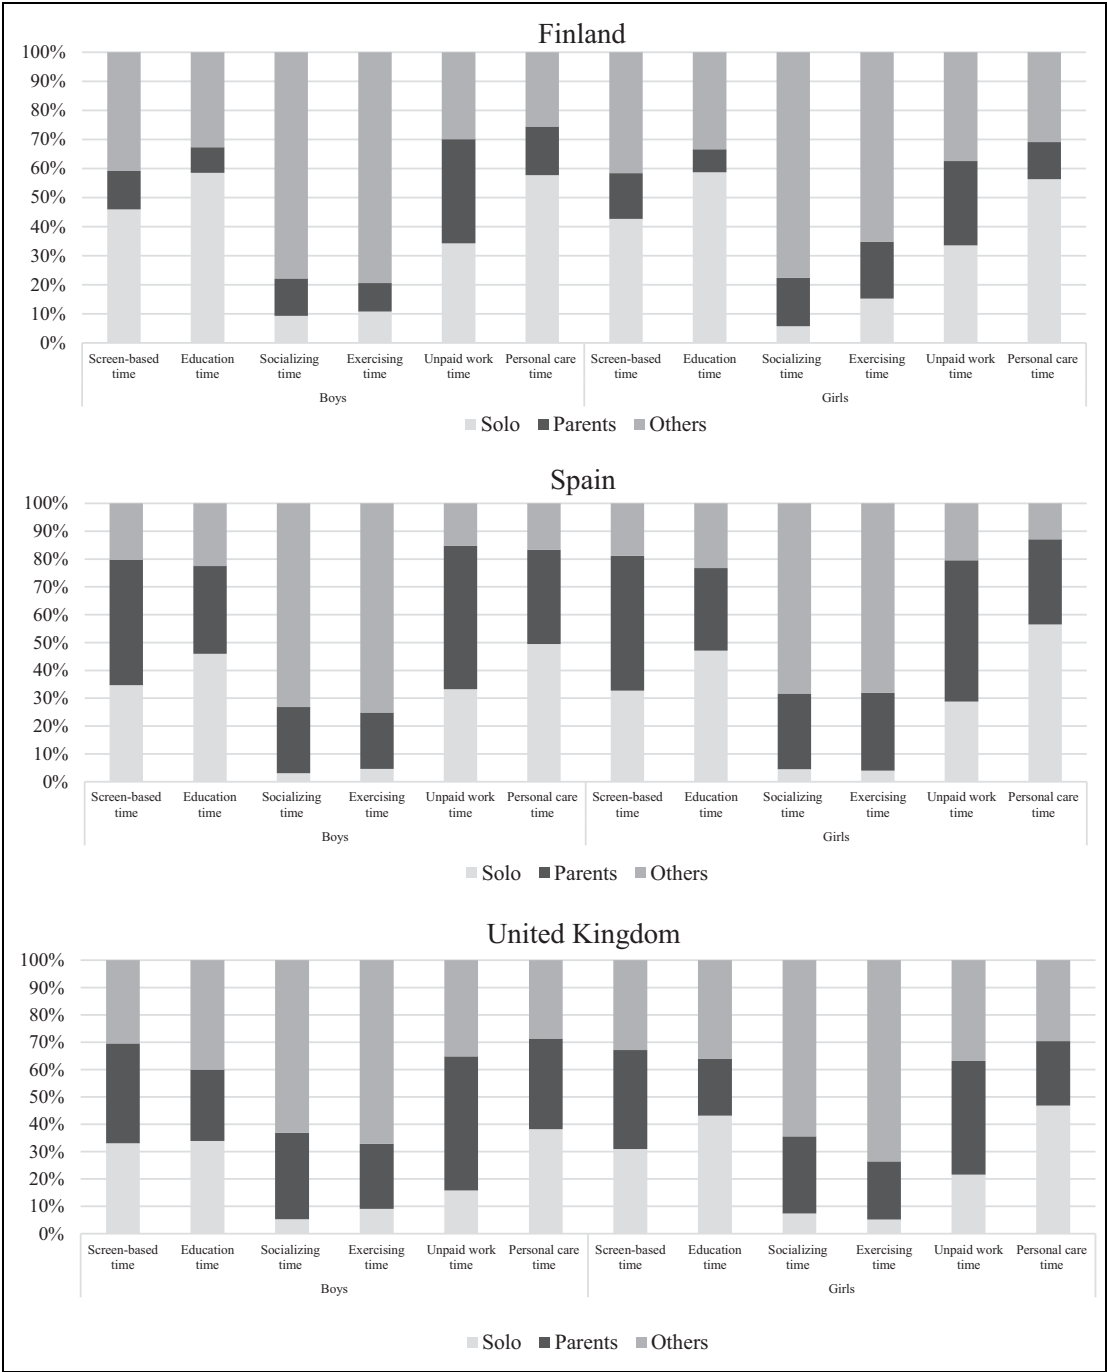 Finland
100%
90%
80%
70%
60%
50%
40%
30%
20%
10%
0%
Screen-based Education Socializing Exercising Unpaid work Personal care Screen-based Education Socializing Exercising Unpaid work Personal care
time time time time time time time time time time time time
Boys Girls
Solo Parents Others
Spain
100%
90%
80%
70%
60%
50%
40%
30%
20%
10%
0%
Screen-based Education Socializing Exercising Unpaid work Personal care Screen-based Education Socializing Exercising Unpaid work Personal care
time time time time time time time time time time time time
Boys Girls
Solo Parents Others
United Kingdom
100%
90%
80%
70%
60%
50%
40%
30%
20%
10%
0%
Screen-based Education Socializing Exercising Unpaid work Personal care Screen-based Education Socializing Exercising Unpaid work Personal care
time time time time time time time time time time time time
Boys Girls
Solo Parents Others